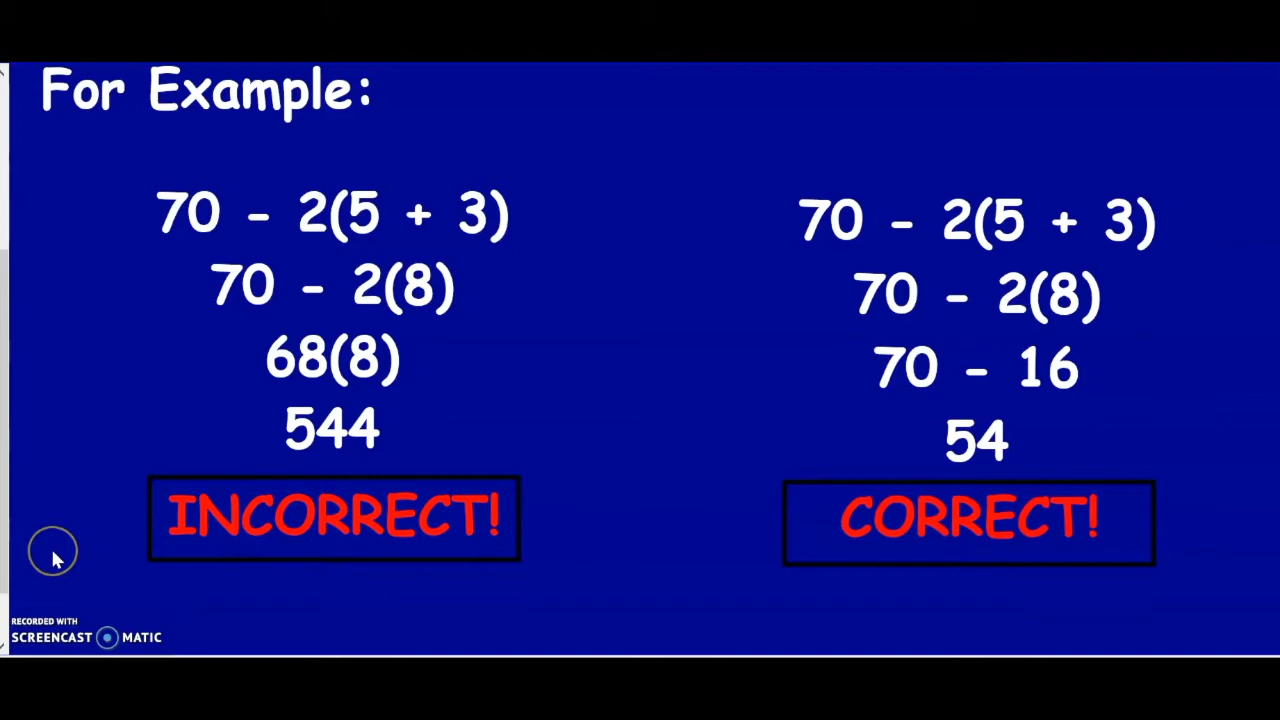 For Example:
70 - 2(5 + 3)
70 - 2(8)
68(8)
544
INCORRECT!
70 - 2(5 + 3)
70 - 2(8)
70 - 16
54
CORRECT!
RECORDED WITH
SCREENCAST MATIC